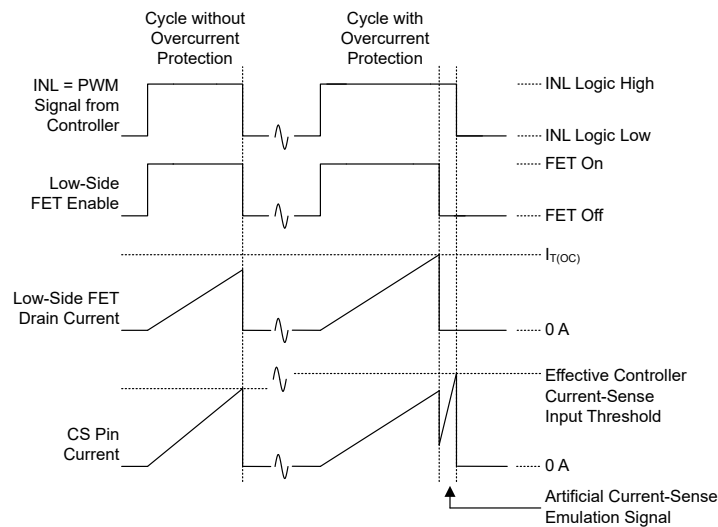 Cycle without
Overcurrent
Protection
Cycle with
Overcurrent
Protection
INL = PWM
Signal from
Controller
INL Logic High
INL Logic Low
Low-Side
FET Enable
FET On
FET Off
Low-Side FET
Drain Current
I_T(OC)
0 A
CS Pin
Current
Effective Controller
Current-Sense
Input Threshold
0 A
Artificial Current-Sense
Emulation Signal